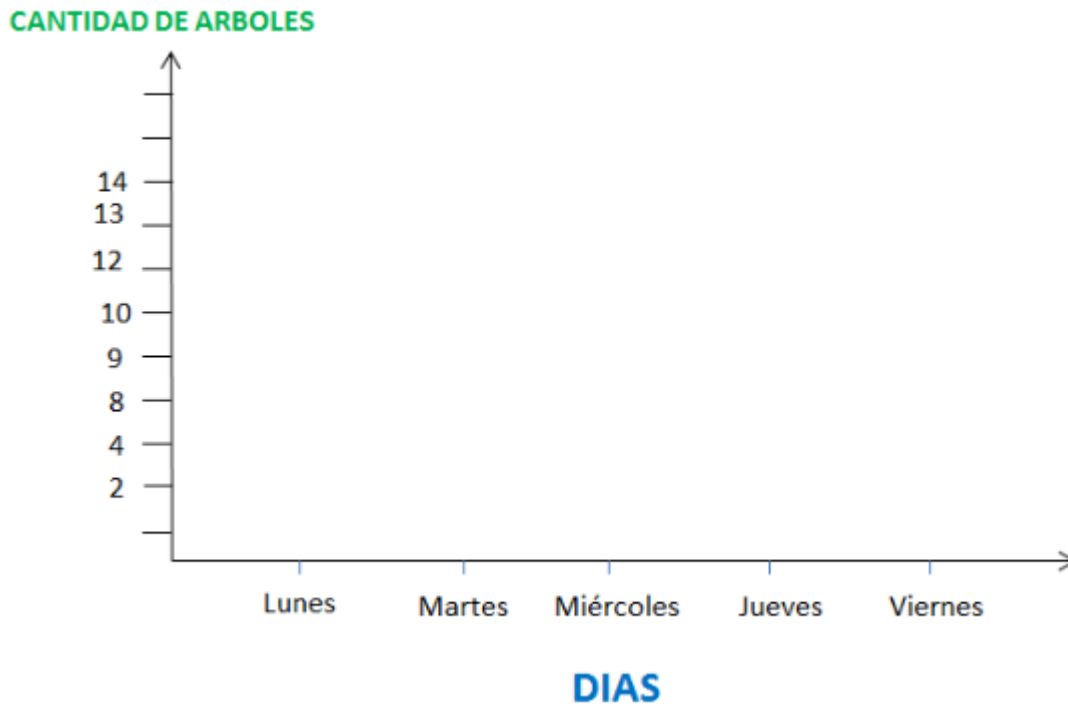 CANTIDAD DE ARBOLES
14
13
12
10
9
8
4
2
Lunes Martes Miércoles Jueves Viernes
DIAS